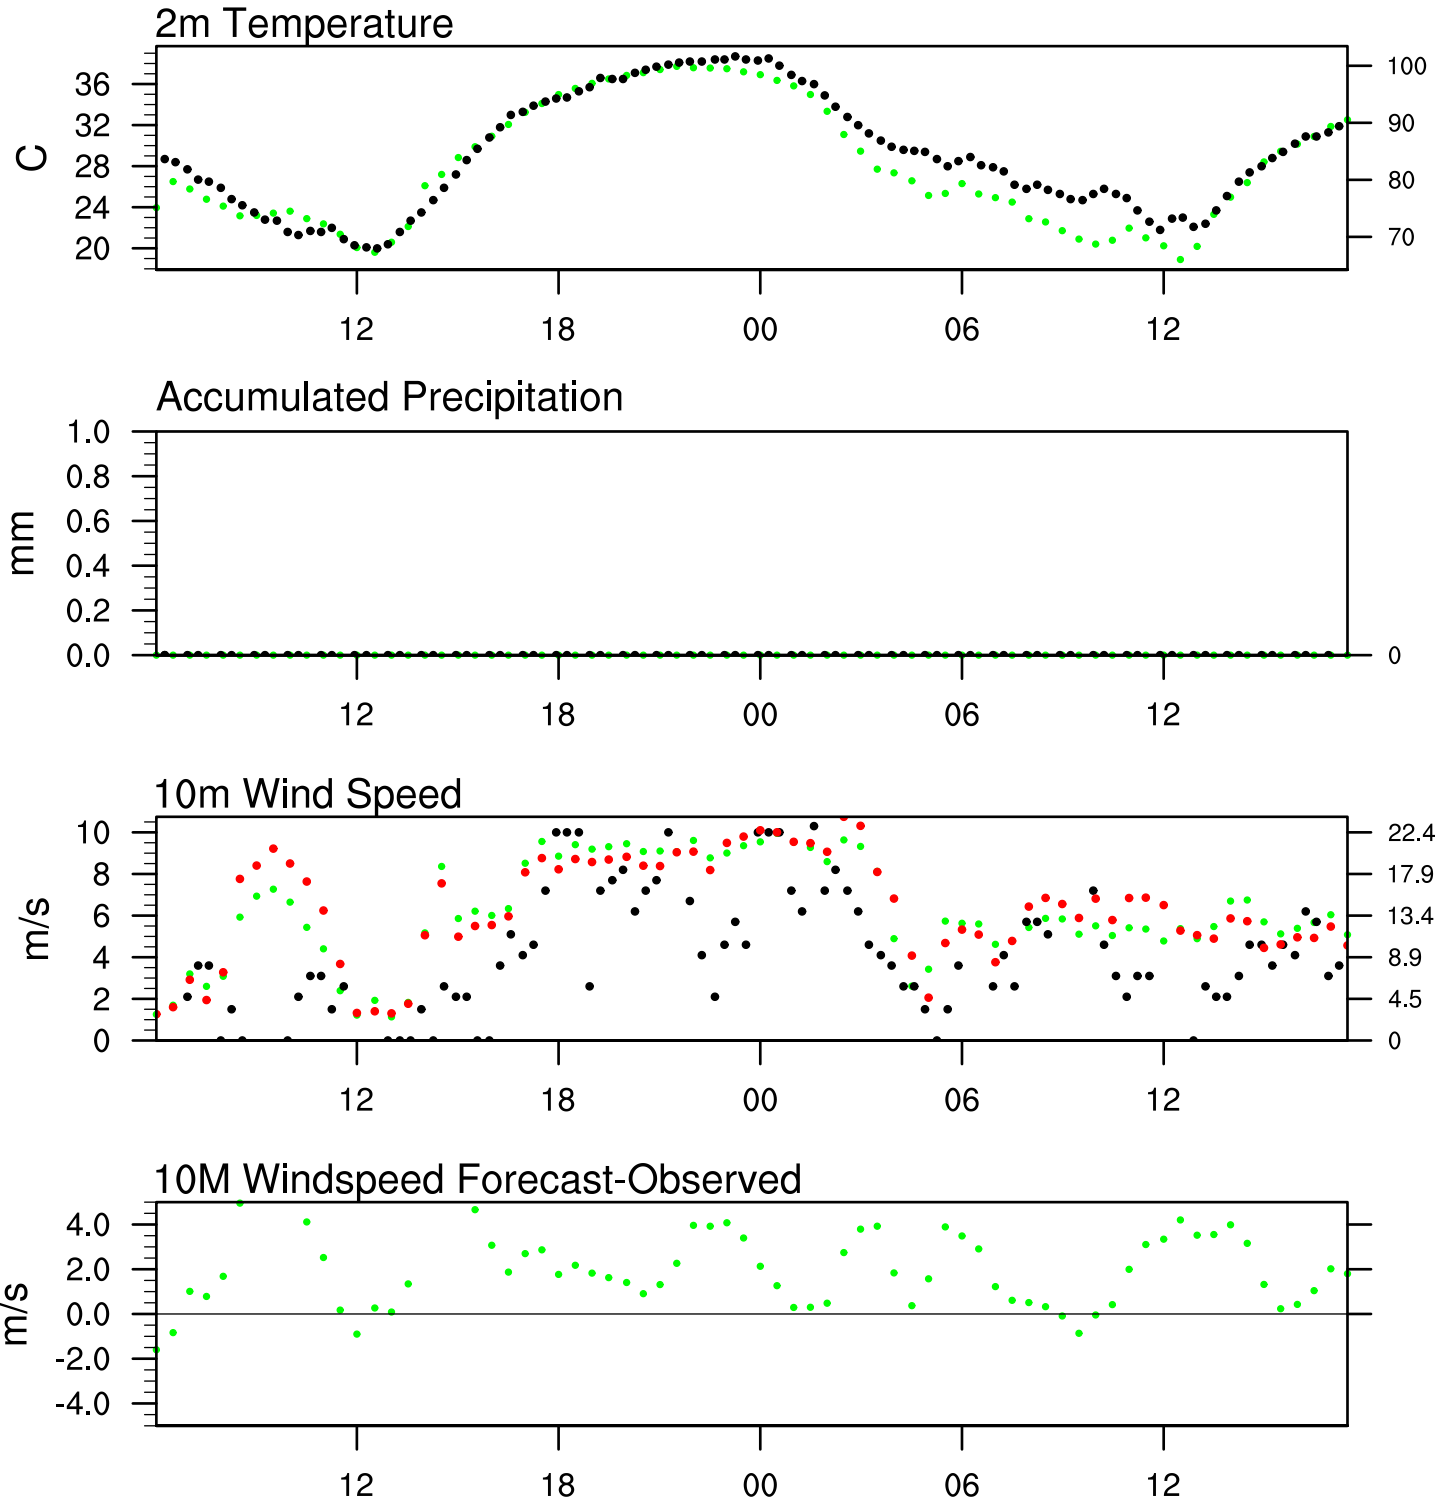 2m Temperature
36
32
28
24
20
C
100
90
80
70
12 18 00 06 12
Accumulated Precipitation
1.0
0.8
0.6
0.4
0.2
0.0
mm
0
12 18 00 06 12
10m Wind Speed
10
8
6
4
2
0
m/s
22.4
17.9
13.4
8.9
4.5
0
12 18 00 06 12
10M Windspeed Forecast-Observed
4.0
2.0
0.0
-2.0
-4.0
m/s
12 18 00 06 12